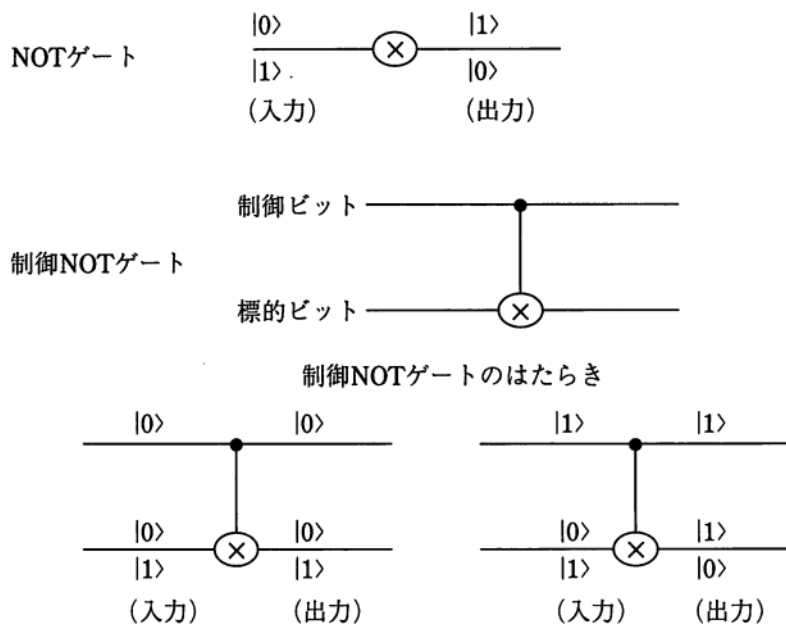 |0⟩ |1⟩
NOTゲート
|1⟩ |0⟩
(入力) (出力)
制御ビット
制御NOTゲート
標的ビット
制御NOTゲートのはたらき
|0⟩ |0⟩ |1⟩ |1⟩
|0⟩ |0⟩ |0⟩ |1⟩
|1⟩ |1⟩ |1⟩ |0⟩
(入力) (出力) (入力) (出力)